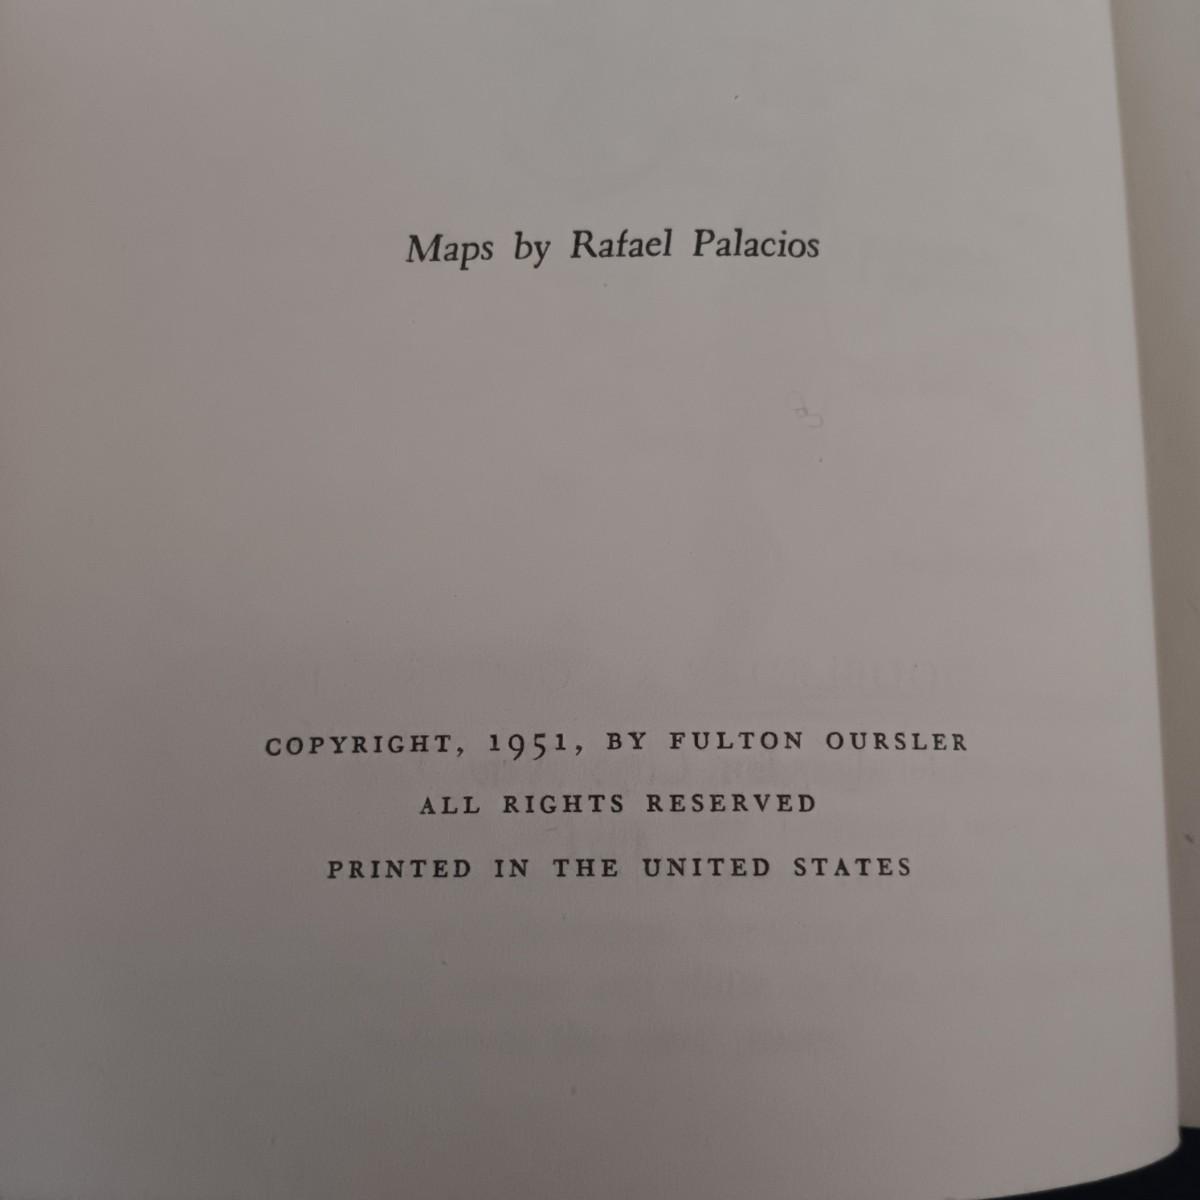 Maps by Rafael Palacios
COPYRIGHT, 1951, BY FULTON OURSLER
ALL RIGHTS RESERVED
PRINTED IN THE UNITED STATES